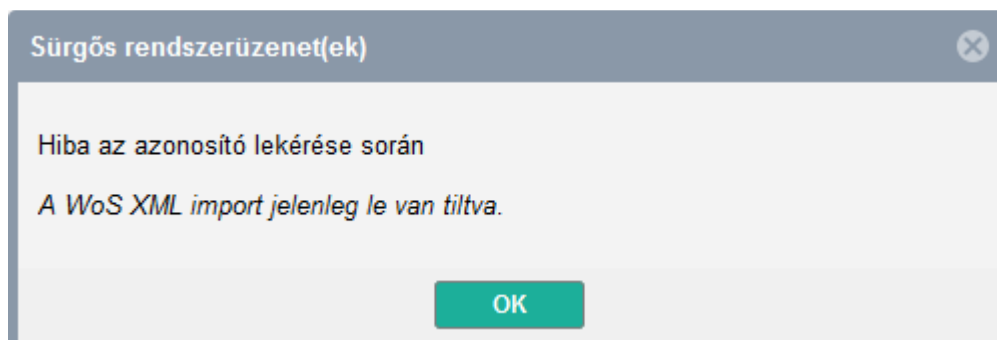 Sürgős rendszerüzenet(ek)
Hiba az azonosító lekérése során
A WoS XML import jelenleg le van tiltva.
OK